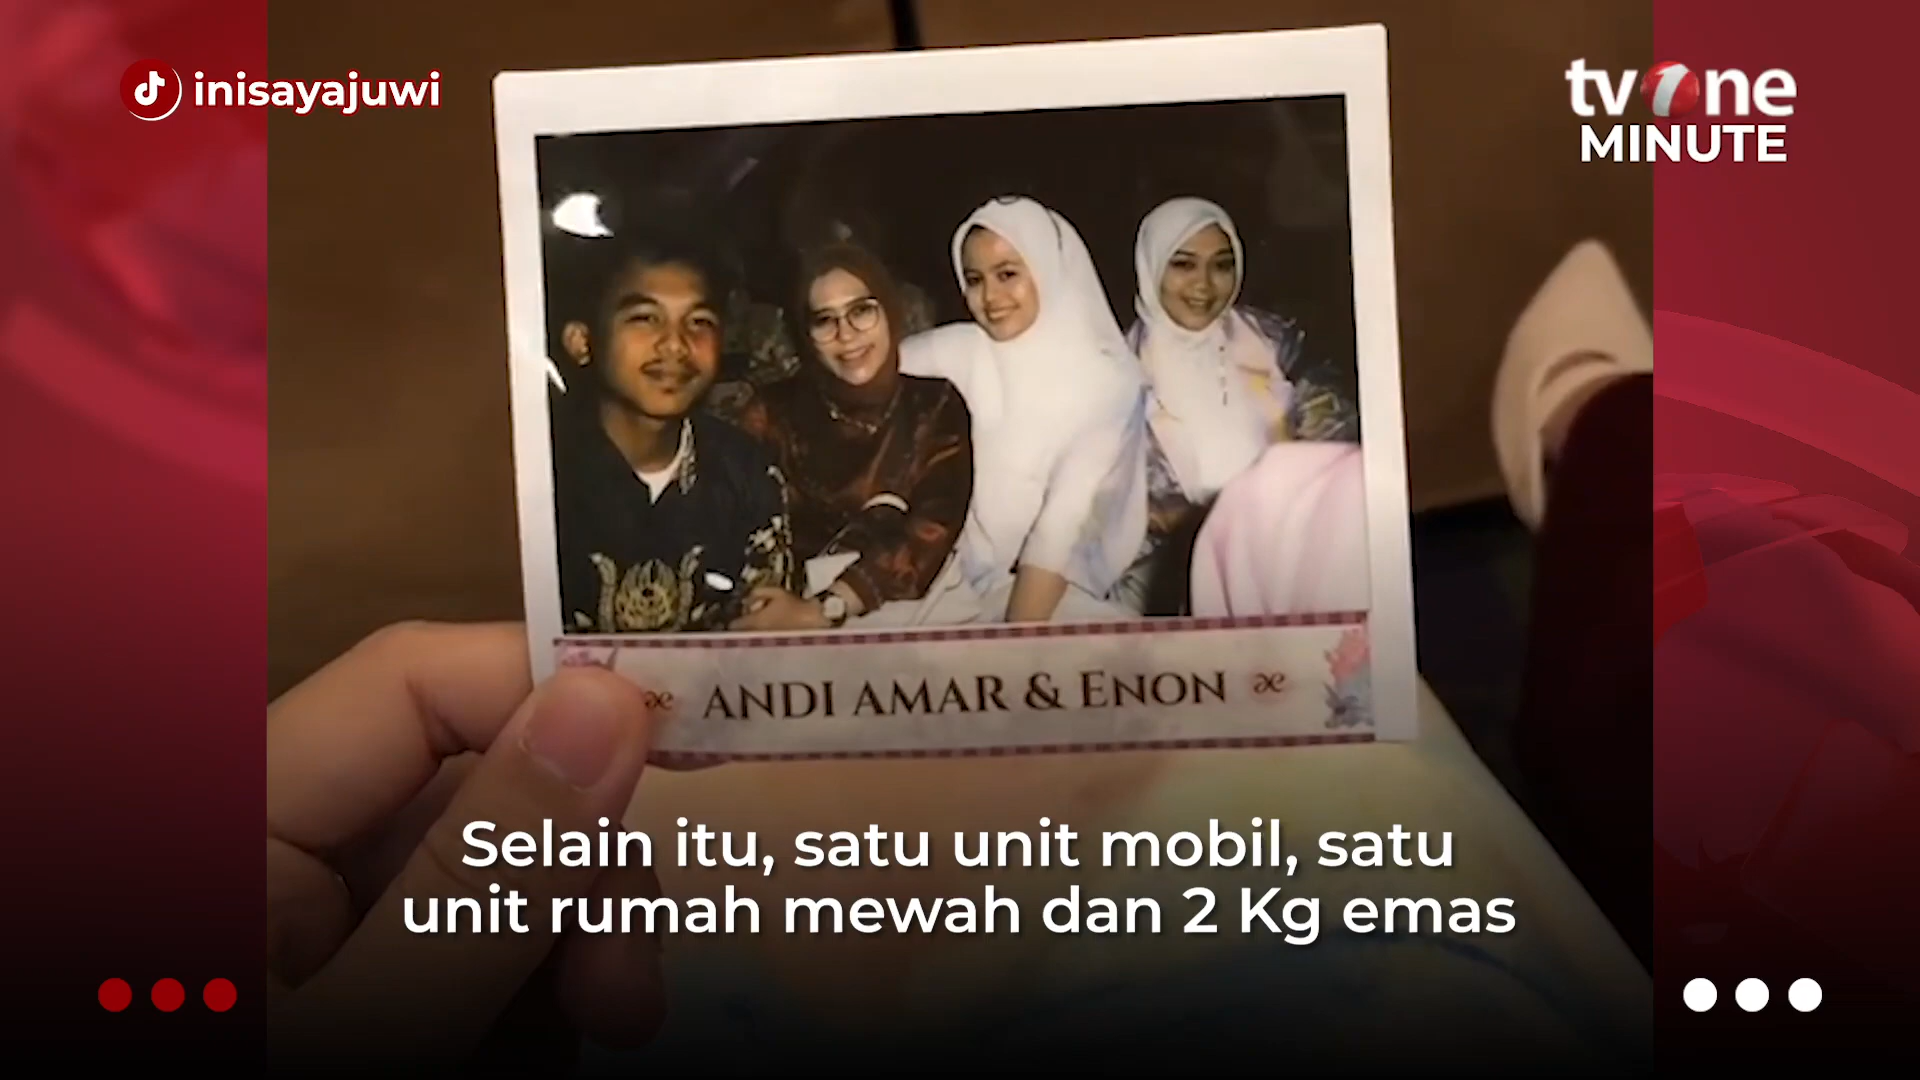 inisayajuwi
tvOne
MINUTE
ANDI AMAR & ENON
Selain itu, satu unit mobil, satu
unit rumah mewah dan 2 Kg emas